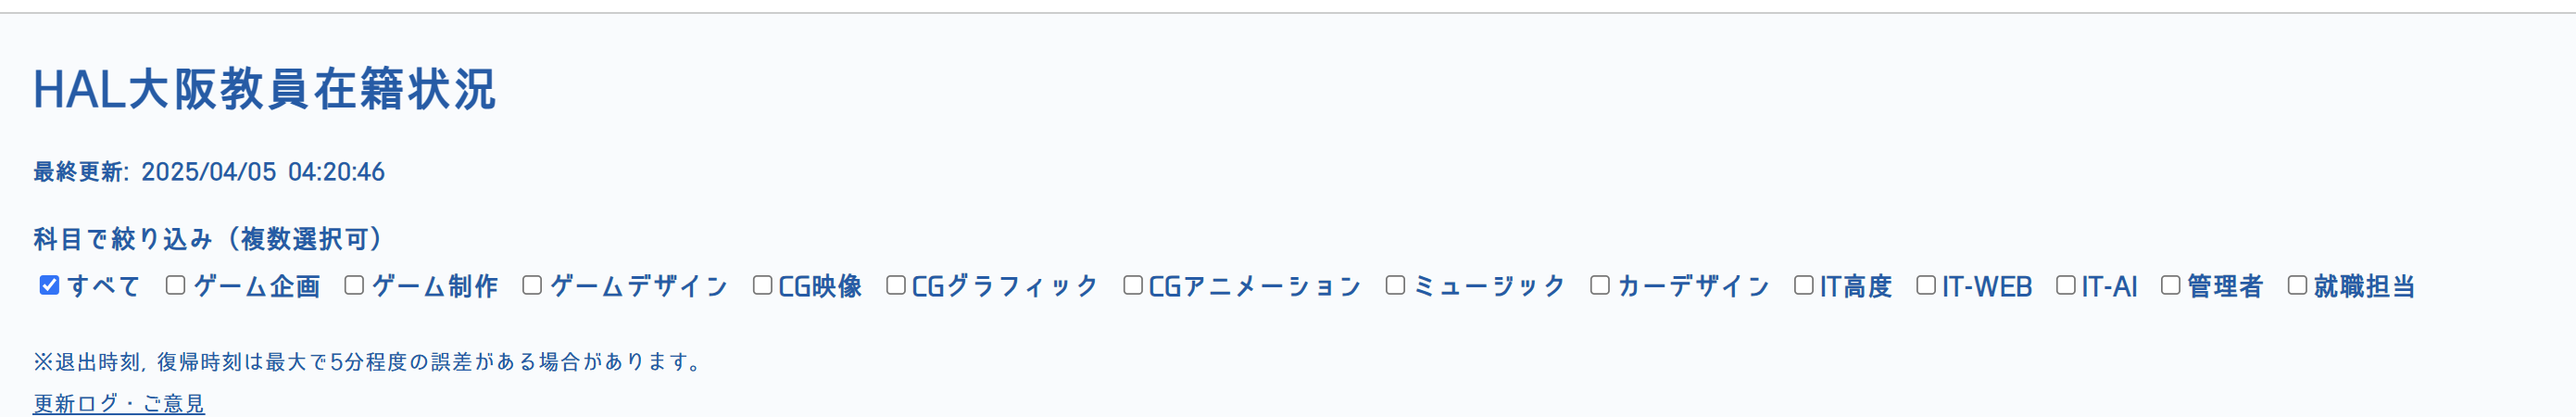 HAL大阪教員在籍状況
最終更新: 2025/04/05 04:20:46
科目で絞り込み（複数選択可）
すべて ゲーム企画 ゲーム制作 ゲームデザイン CG映像 CGグラフィック CGアニメーション ミュージック カーデザイン IT高度 IT-WEB IT-AI 管理者 就職担当
※退出時刻, 復帰時刻は最大で5分程度の誤差がある場合があります。
更新ログ・ご意見